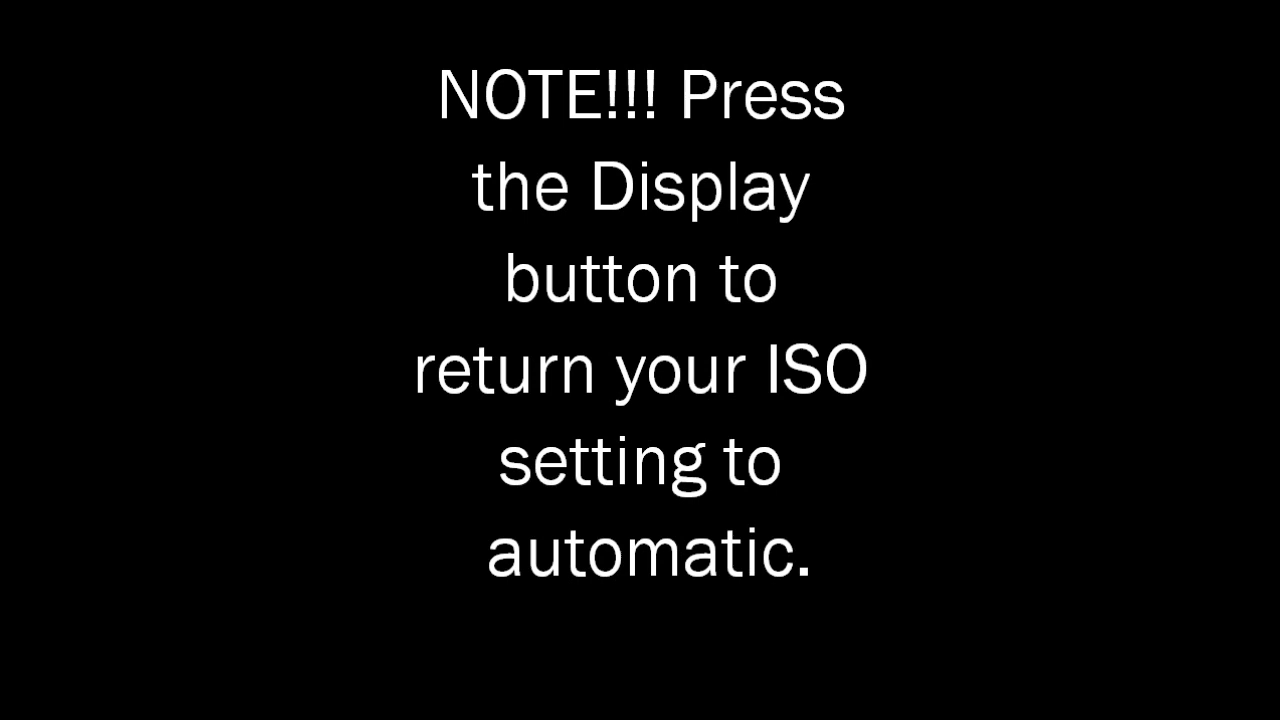 NOTE!!! Press
the Display
button to
return your ISO
setting to
automatic.